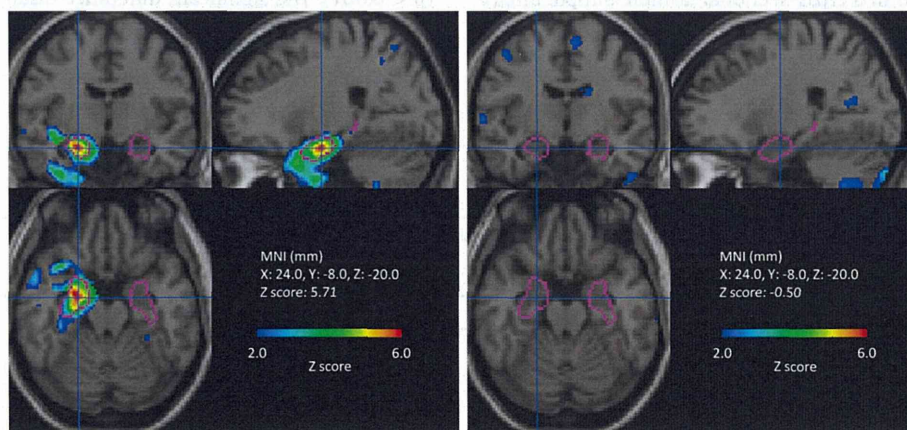 MNI (mm)
X: 24.0, Y: -8.0, Z: -20.0
Z score: 5.71
2.0 6.0
Z score
MNI (mm)
X: 24.0, Y: -8.0, Z: -20.0
Z score: -0.50
2.0 6.0
Z score